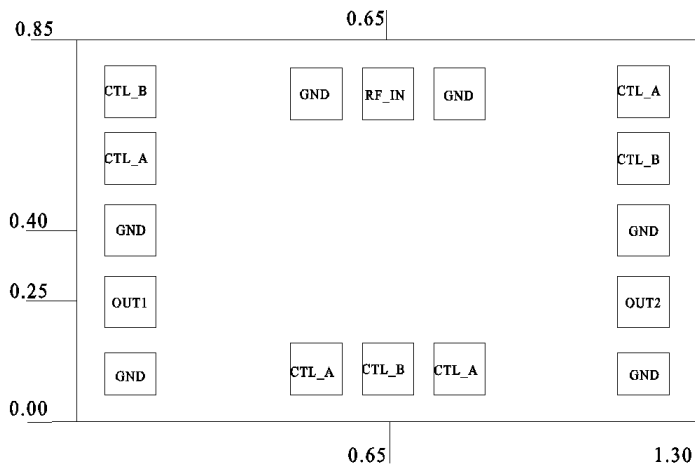 0.65
0.85
CTL_B GND RF_IN GND CTL_A
CTL_A CTL_B
0.40 GND GND
0.25 OUT1 OUT2
GND CTL_A CTL_B CTL_A GND
0.00
0.65 1.30